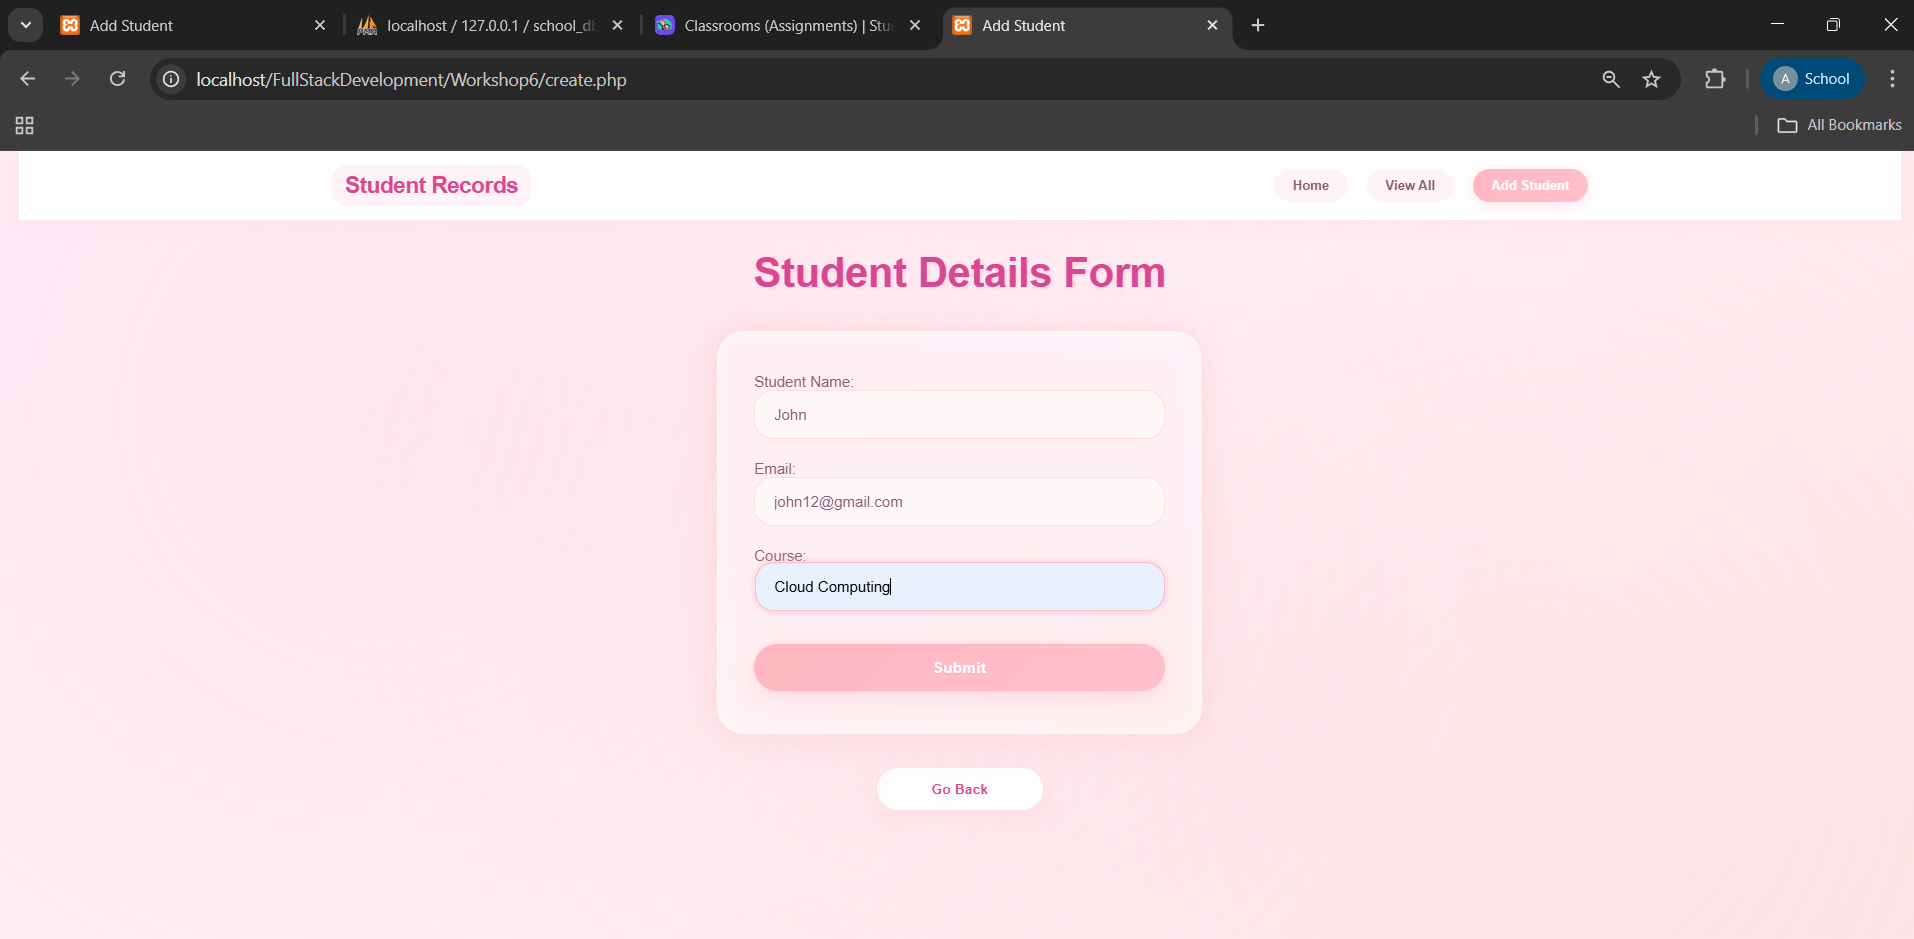 Add Student
localhost / 127.0.0.1 / school_db
Classrooms (Assignments) | Stu
Add Student
localhost/FullStackDevelopment/Workshop6/create.php
A School
All Bookmarks
Student Records
Home
View All
Add Student
Student Details Form
Student Name:
John
Email:
john12@gmail.com
Course:
Cloud Computing
Submit
Go Back